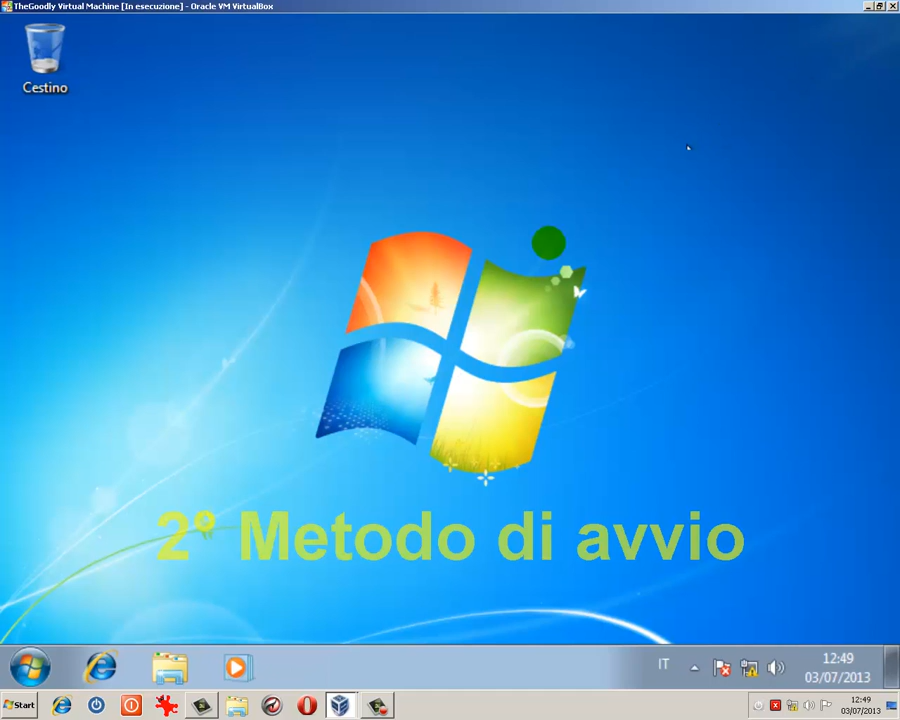 TheGoodly Virtual Machine [In esecuzione] - Oracle VM VirtualBox
Cestino
2° Metodo di avvio
IT
12:49
03/07/2013
Start
12:49
03/07/2013